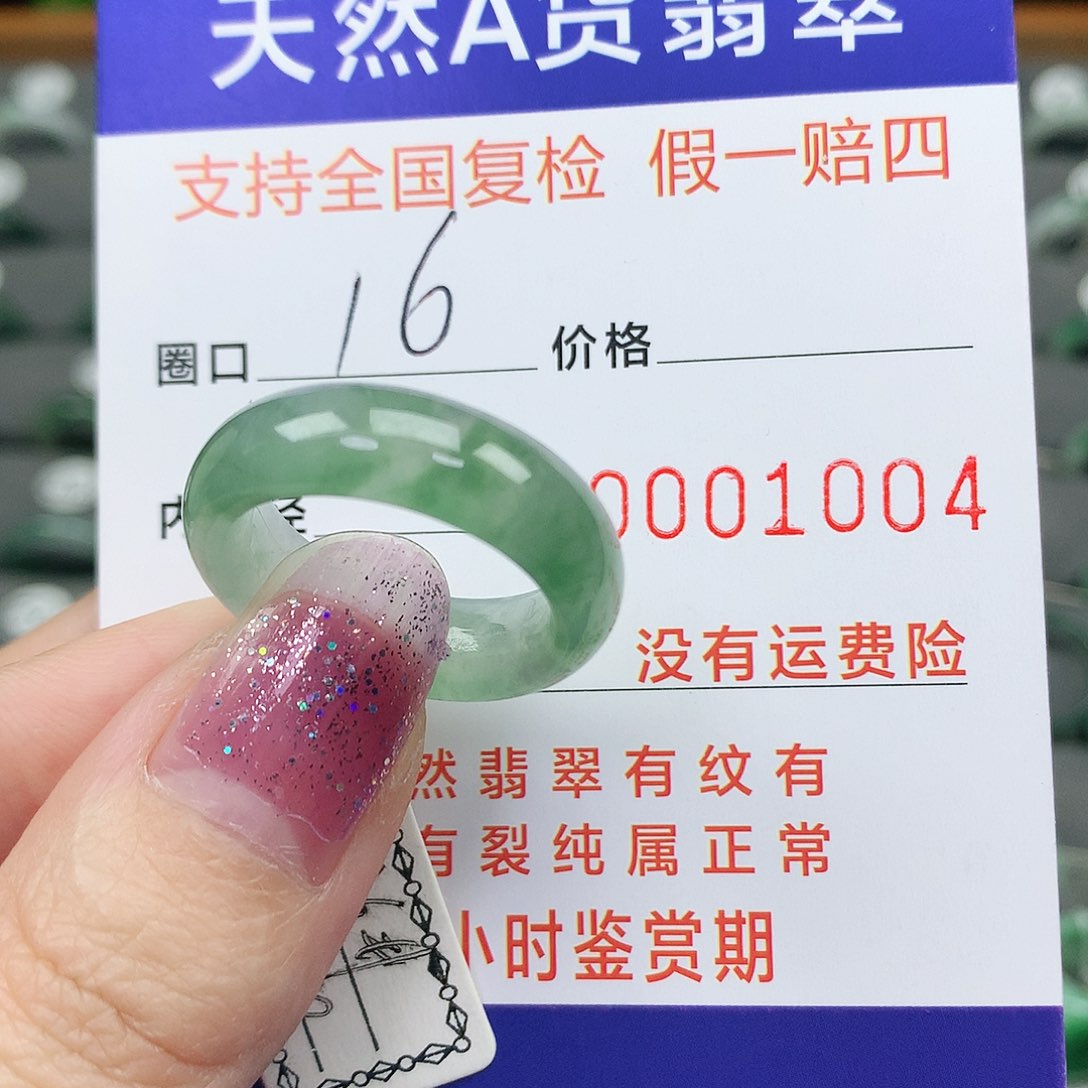 天然A货翡翠
支持全国复检 假一赔四
圈口 16 价格
内径 0001004
没有运费险
然翡翠有纹有
有裂纯属正常
小时鉴赏期